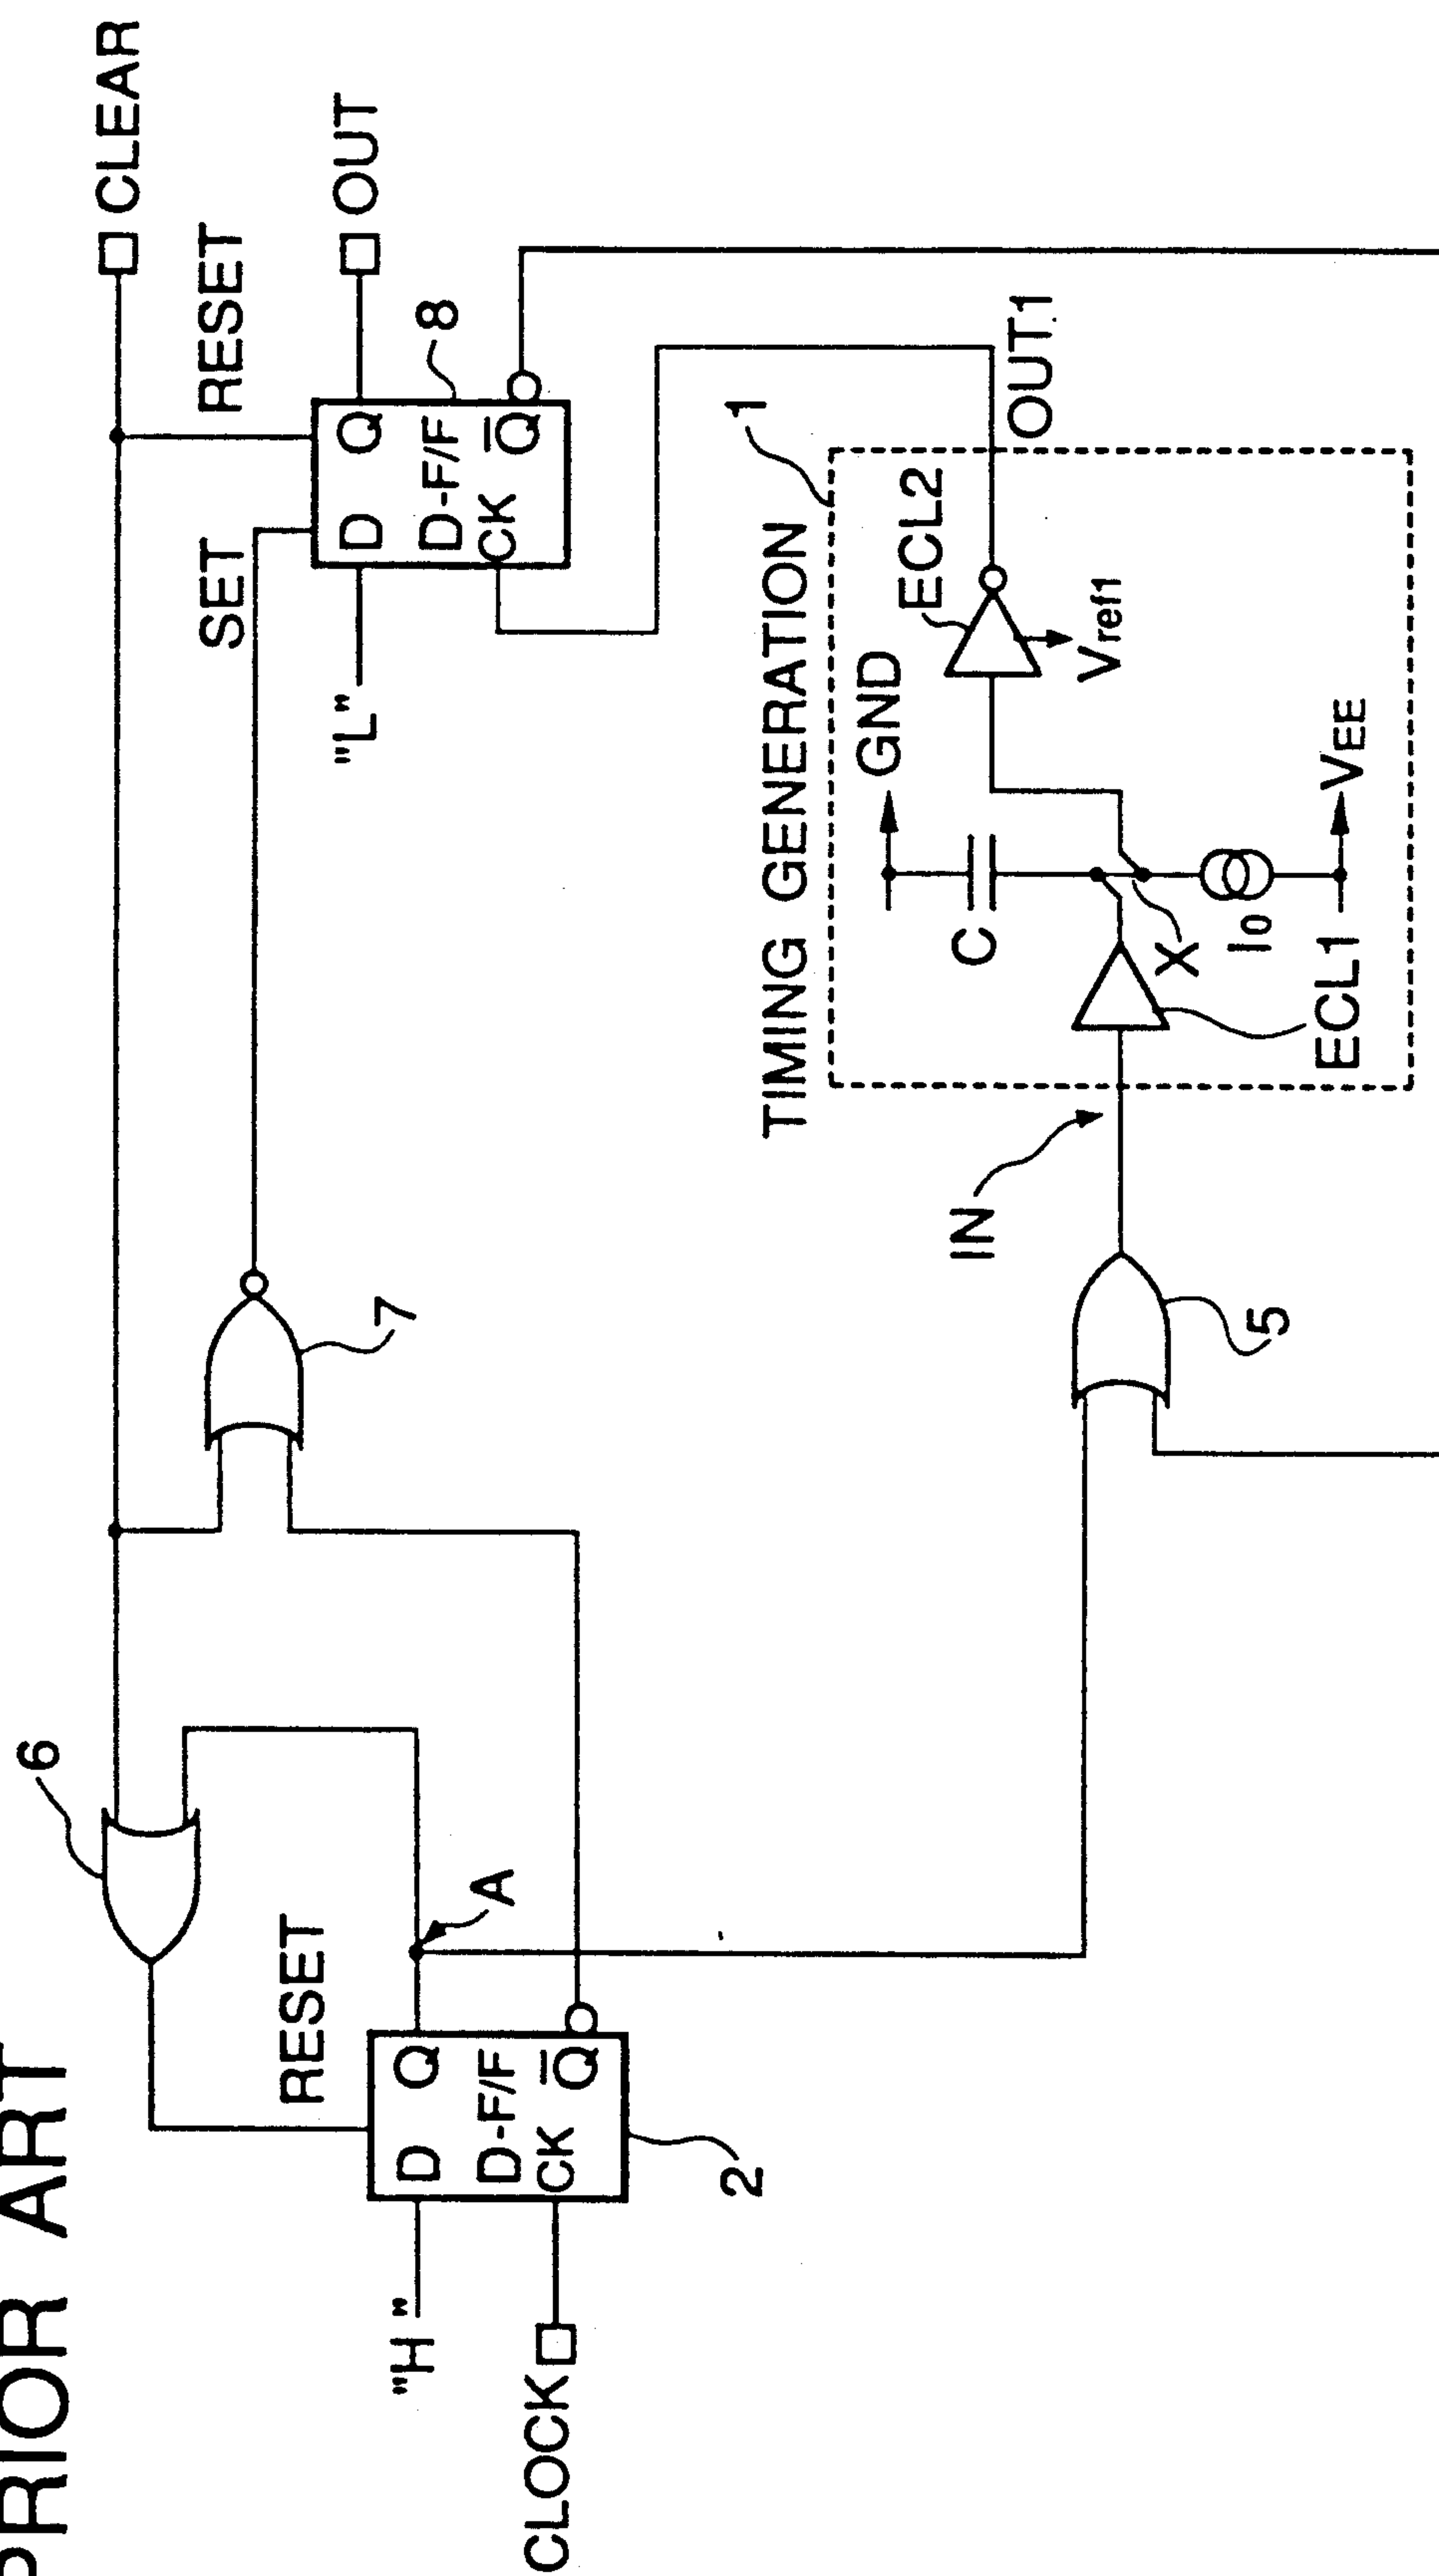 PRIOR ART
6
CLEAR
RESET
SET
RESET
7
"H"
D
Q
D-F/F
CK
Q̅
CLOCK
2
A
"L"
D
Q
D-F/F
CK
Q̅
OUT
8
TIMING GENERATION
1
GND
C
ECL2
Vref1
OUT1
IN
X
I0
ECL1
VEE
5